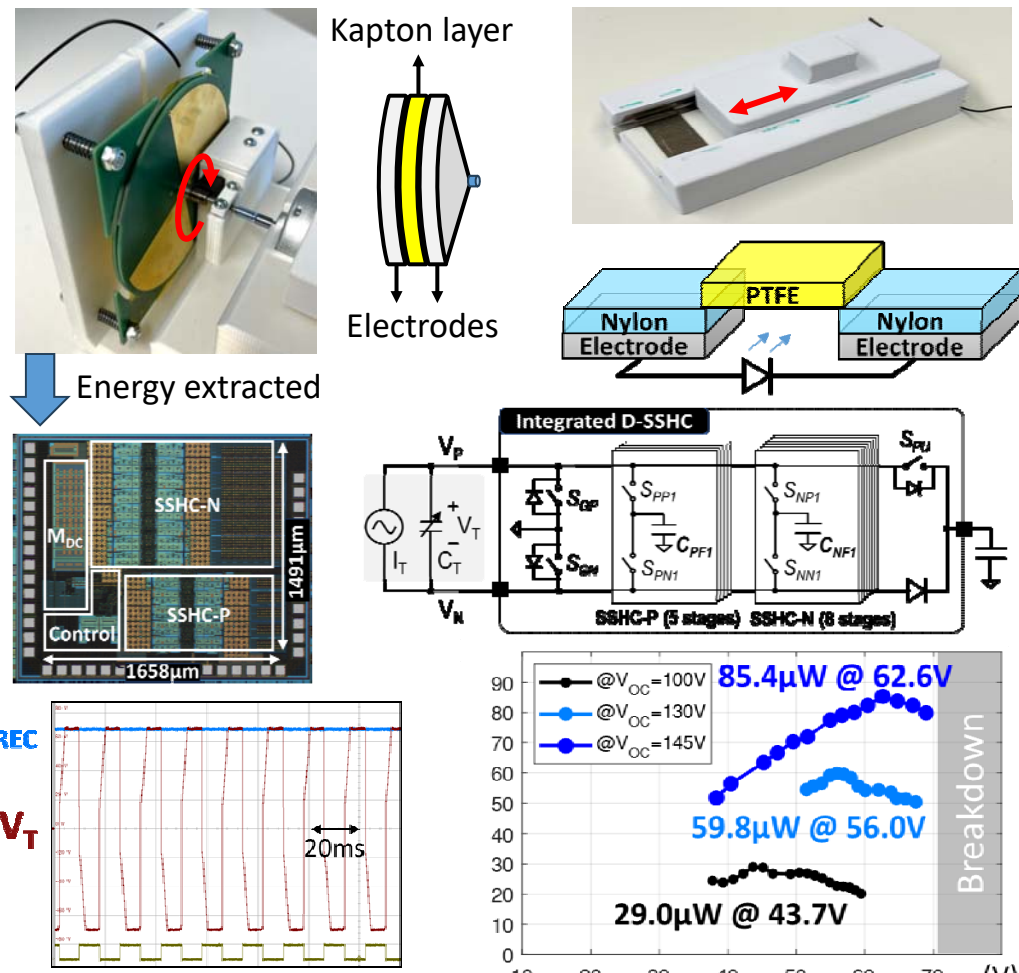 Kapton layer
Electrodes
PTFE
Nylon
Nylon
Electrode
Electrode
Energy extracted
SSHC-N
M_DC
SSHC-P
Control
1491μm
1658μm
Integrated D-SSHC
V_P
S_PU
S_GP
S_PP1
S_NP1
+
V_T
-
I_T
C_T
C_PF1
C_NF1
S_GN
S_PN1
S_NN1
V_N
SSHC-P (5 stages) SSHC-N (8 stages)
REC
V_T
20ms
90
80
70
60
50
40
30
20
10
0
@V_OC=100V
@V_OC=130V
@V_OC=145V
85.4μW @ 62.6V
59.8μW @ 56.0V
29.0μW @ 43.7V
Breakdown